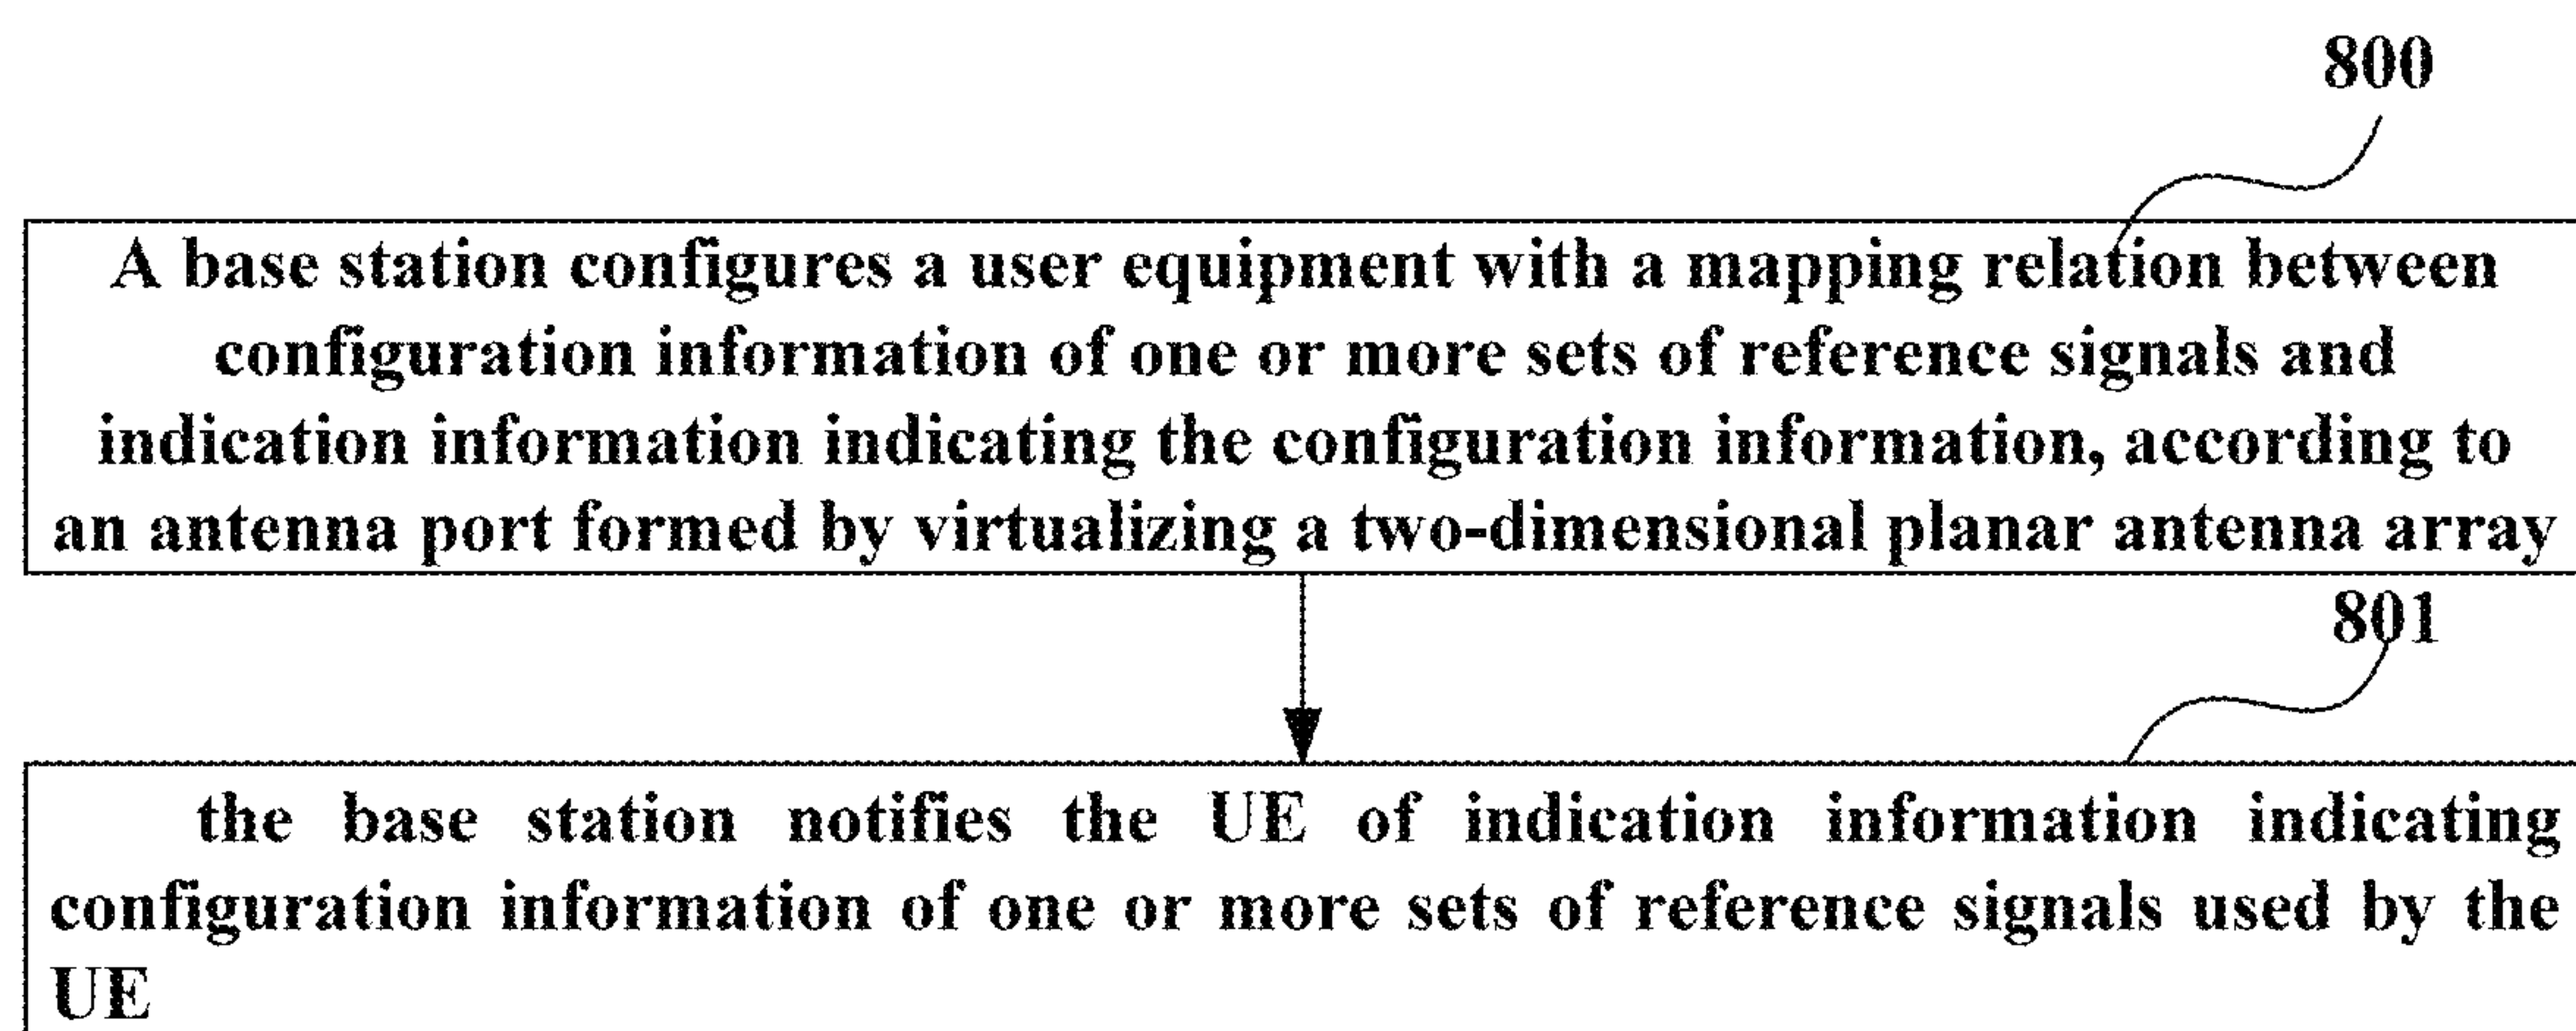 800
A base station configures a user equipment with a mapping relation between
configuration information of one or more sets of reference signals and
indication information indicating the configuration information, according to
an antenna port formed by virtualizing a two-dimensional planar antenna array
801
the base station notifies the UE of indication information indicating
configuration information of one or more sets of reference signals used by the
UE